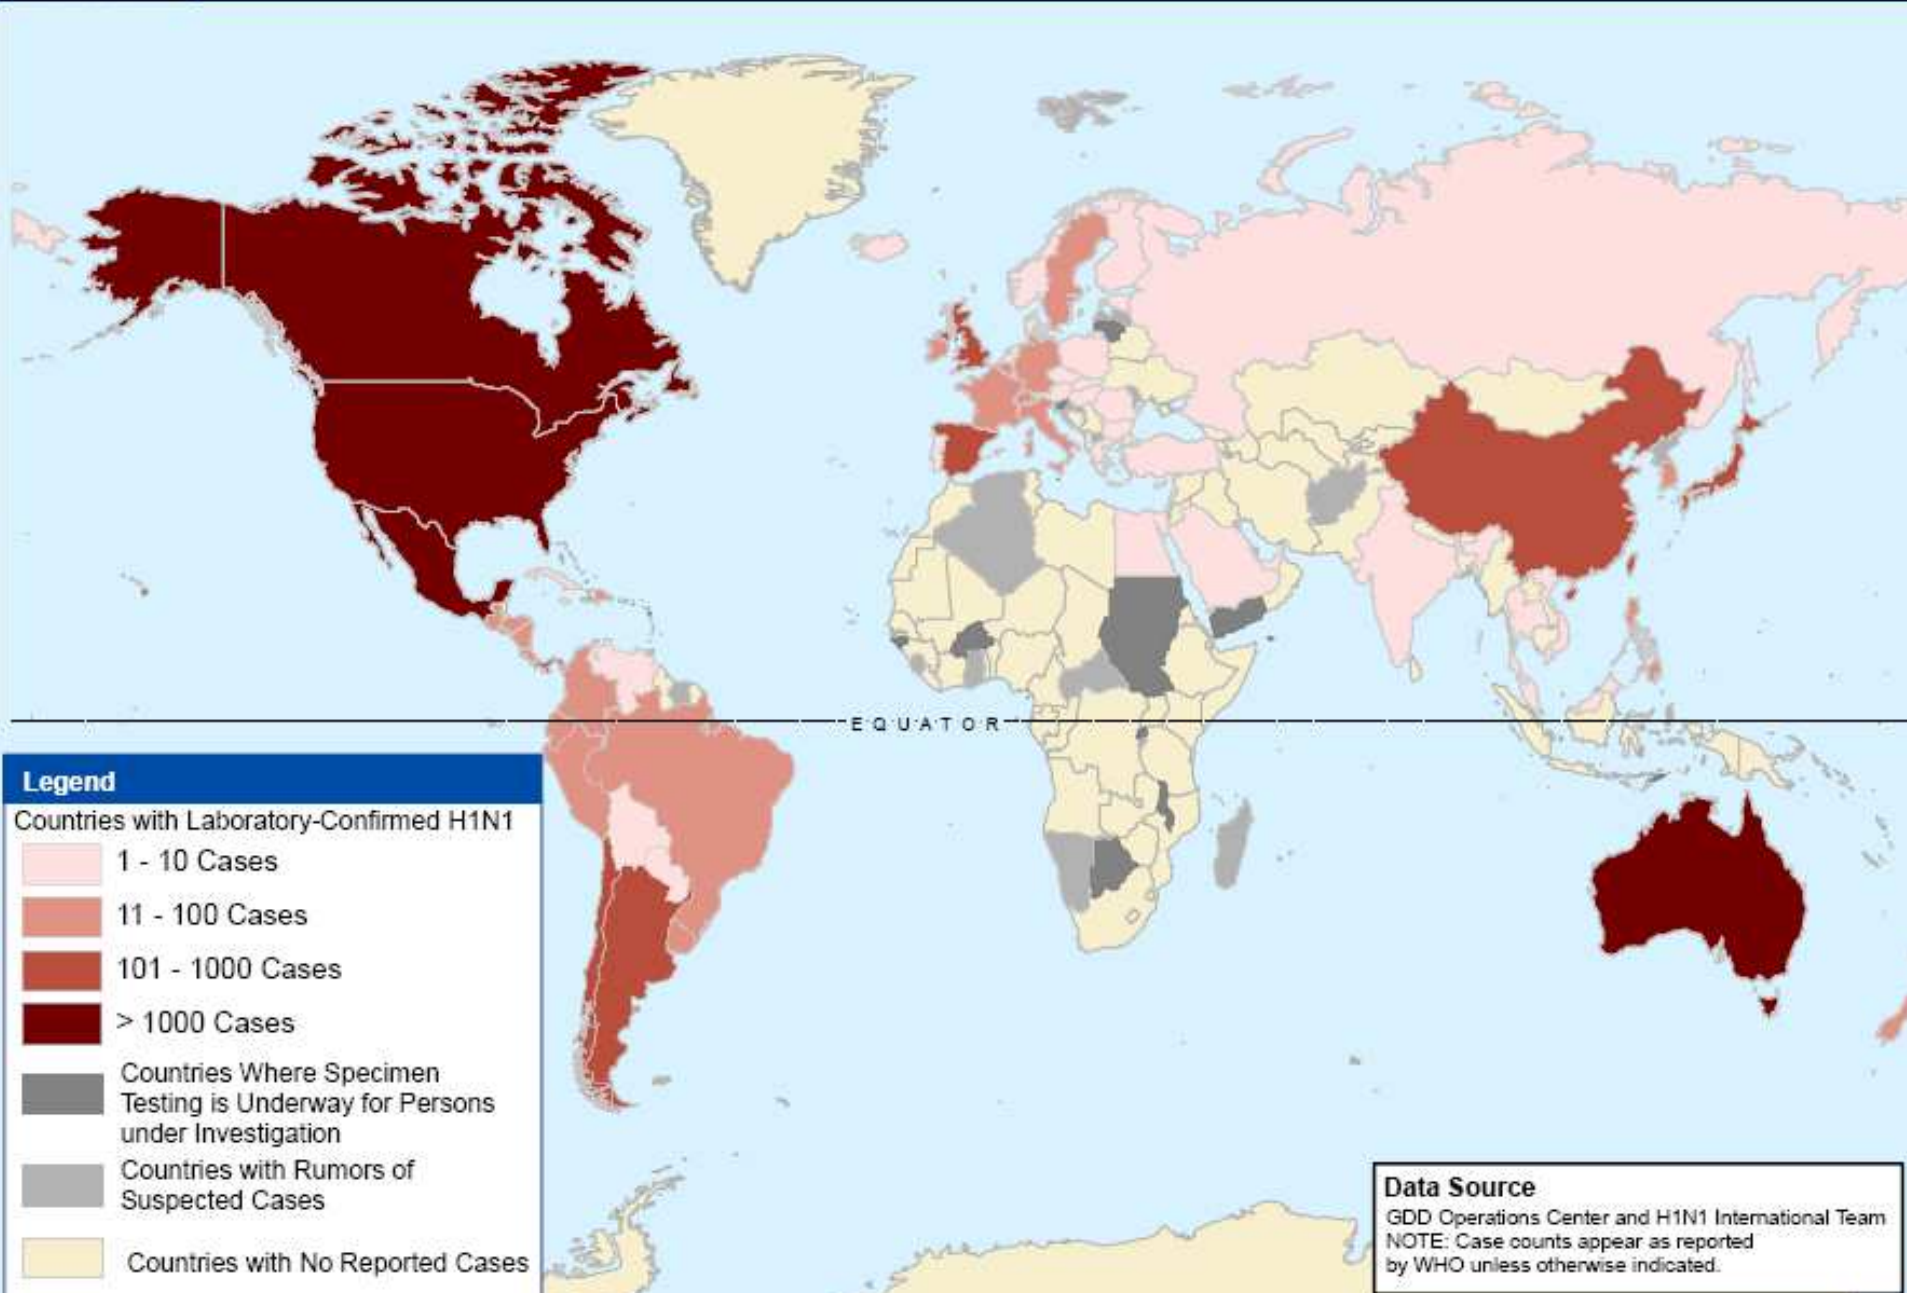 EQUATOR
Legend
Countries with Laboratory-Confirmed H1N1
1 - 10 Cases
11 - 100 Cases
101 - 1000 Cases
> 1000 Cases
Countries Where Specimen
Testing is Underway for Persons
under Investigation
Countries with Rumors of
Suspected Cases
Countries with No Reported Cases
Data Source
GDD Operations Center and H1N1 International Team
NOTE: Case counts appear as reported
by WHO unless otherwise indicated.